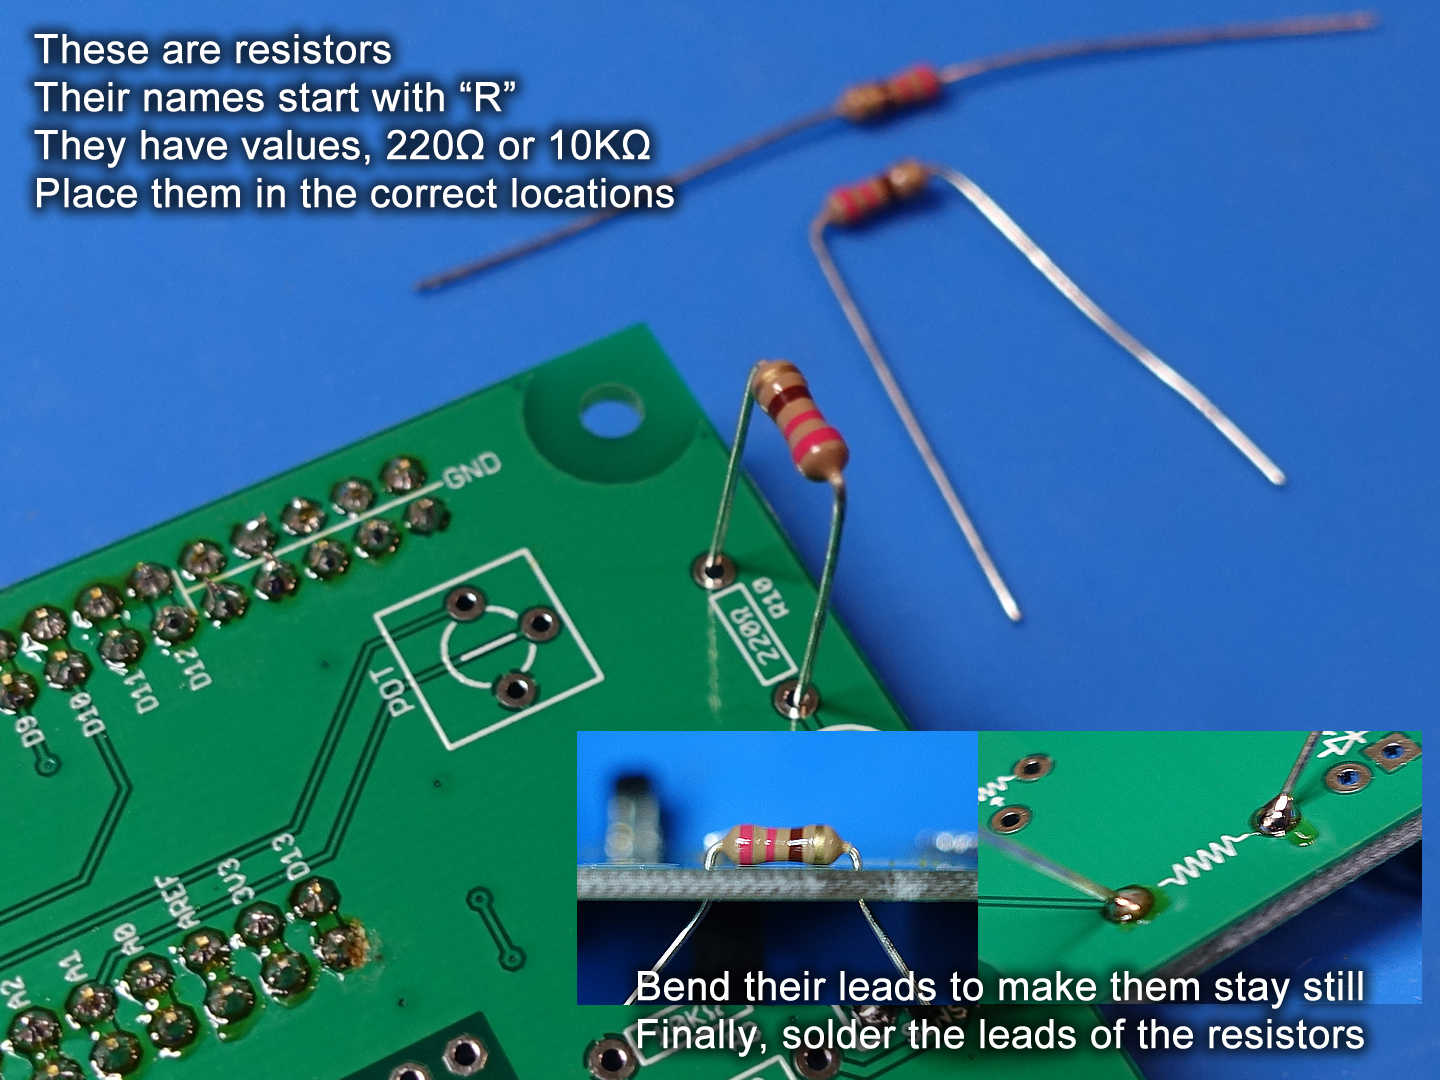 These are resistors
Their names start with “R”
They have values, 220Ω or 10KΩ
Place them in the correct locations
GND
R10
220Ω
POT
D12
D11
D10
D9
D13
3V3
AREF
A0
A1
A2
Bend their leads to make them stay still
Finally, solder the leads of the resistors